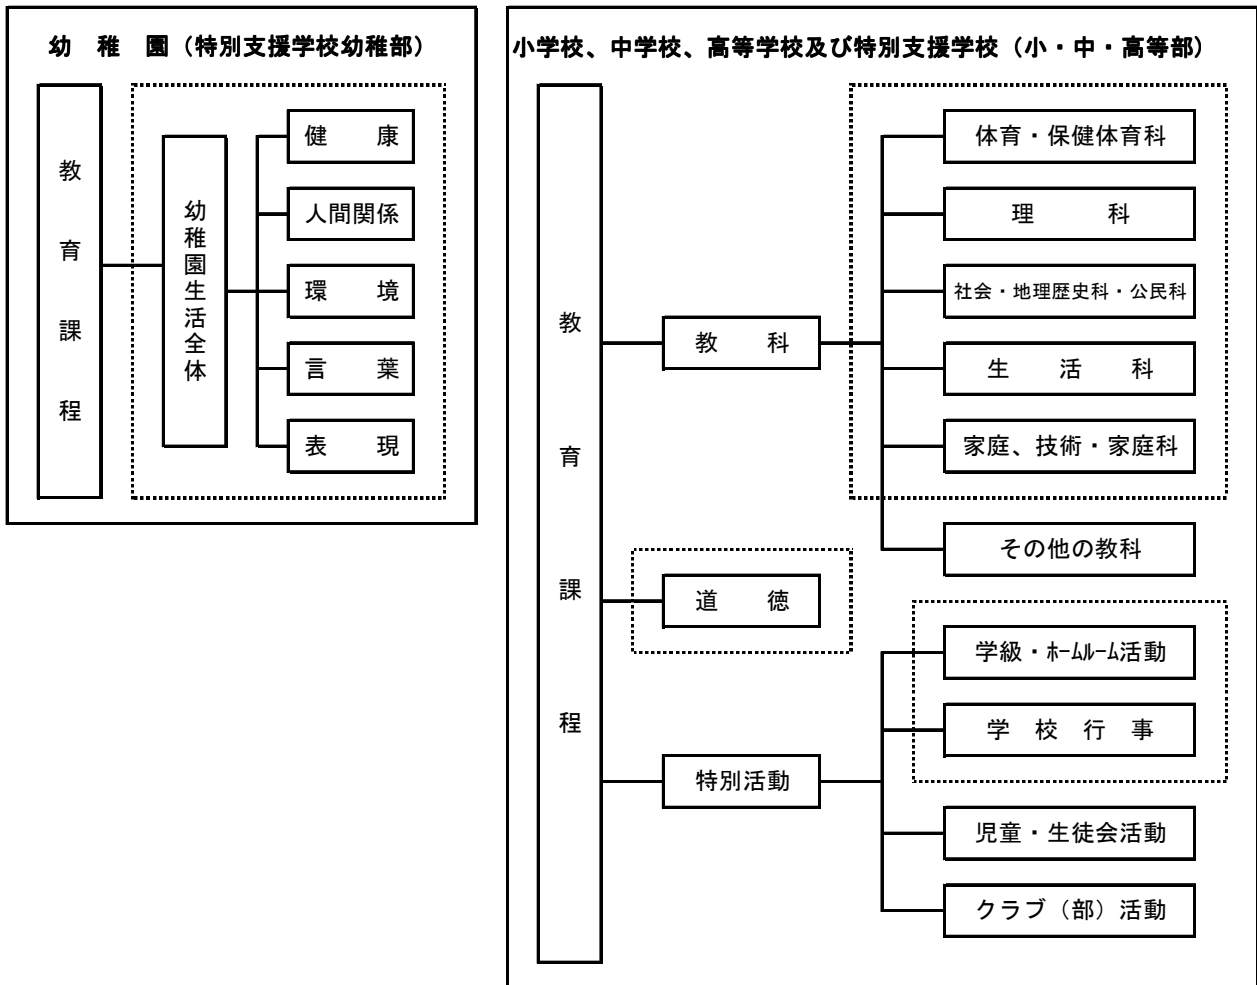 幼　稚　園（特別支援学校幼稚部）
教育課程
幼稚園生活全体
健　　康
人間関係
環　　境
言　　葉
表　　現
小学校、中学校、高等学校及び特別支援学校（小・中・高等部）
教育課程
教　　科
体育・保健体育科
理　　科
社会・地理歴史科・公民科
生　活　科
家庭、技術・家庭科
その他の教科
道　　徳
特別活動
学級・ﾎｰﾑﾙｰﾑ活動
学　校　行　事
児童・生徒会活動
クラブ（部）活動